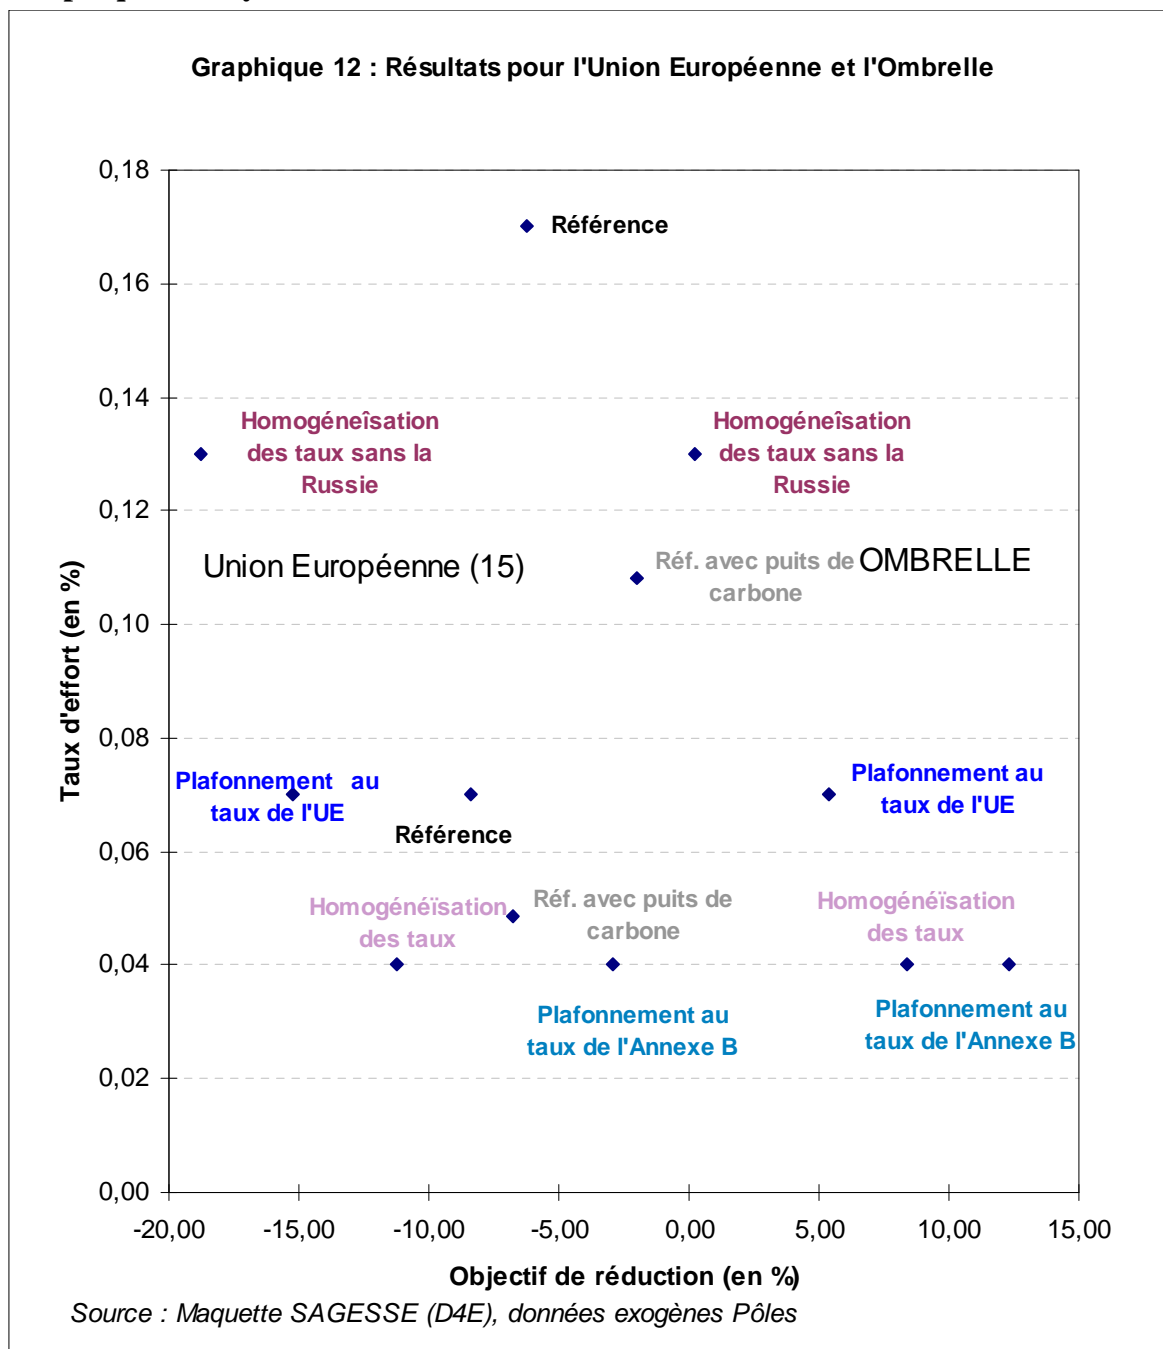 Graphique 12 : Résultats pour l'Union Européenne et l'Ombrelle
0,18
Référence
0,16
0,14
Homogéneîsation
des taux sans la
Russie
Homogéneîsation
des taux sans la
Russie
0,12
Union Européenne (15)
Réf. avec puits de
carbone
OMBRELLE
0,10
Taux d'effort (en %)
0,08
Plafonnement au
taux de l'UE
Référence
Plafonnement au
taux de l'UE
0,06
Homogénéïsation
des taux
Réf. avec puits de
carbone
Homogénéïsation
des taux
0,04
Plafonnement au
taux de l'Annexe B
Plafonnement au
taux de l'Annexe B
0,02
0,00
-20,00 -15,00 -10,00 -5,00 0,00 5,00 10,00 15,00
Objectif de réduction (en %)
Source : Maquette SAGESSE (D4E), données exogènes Pôles